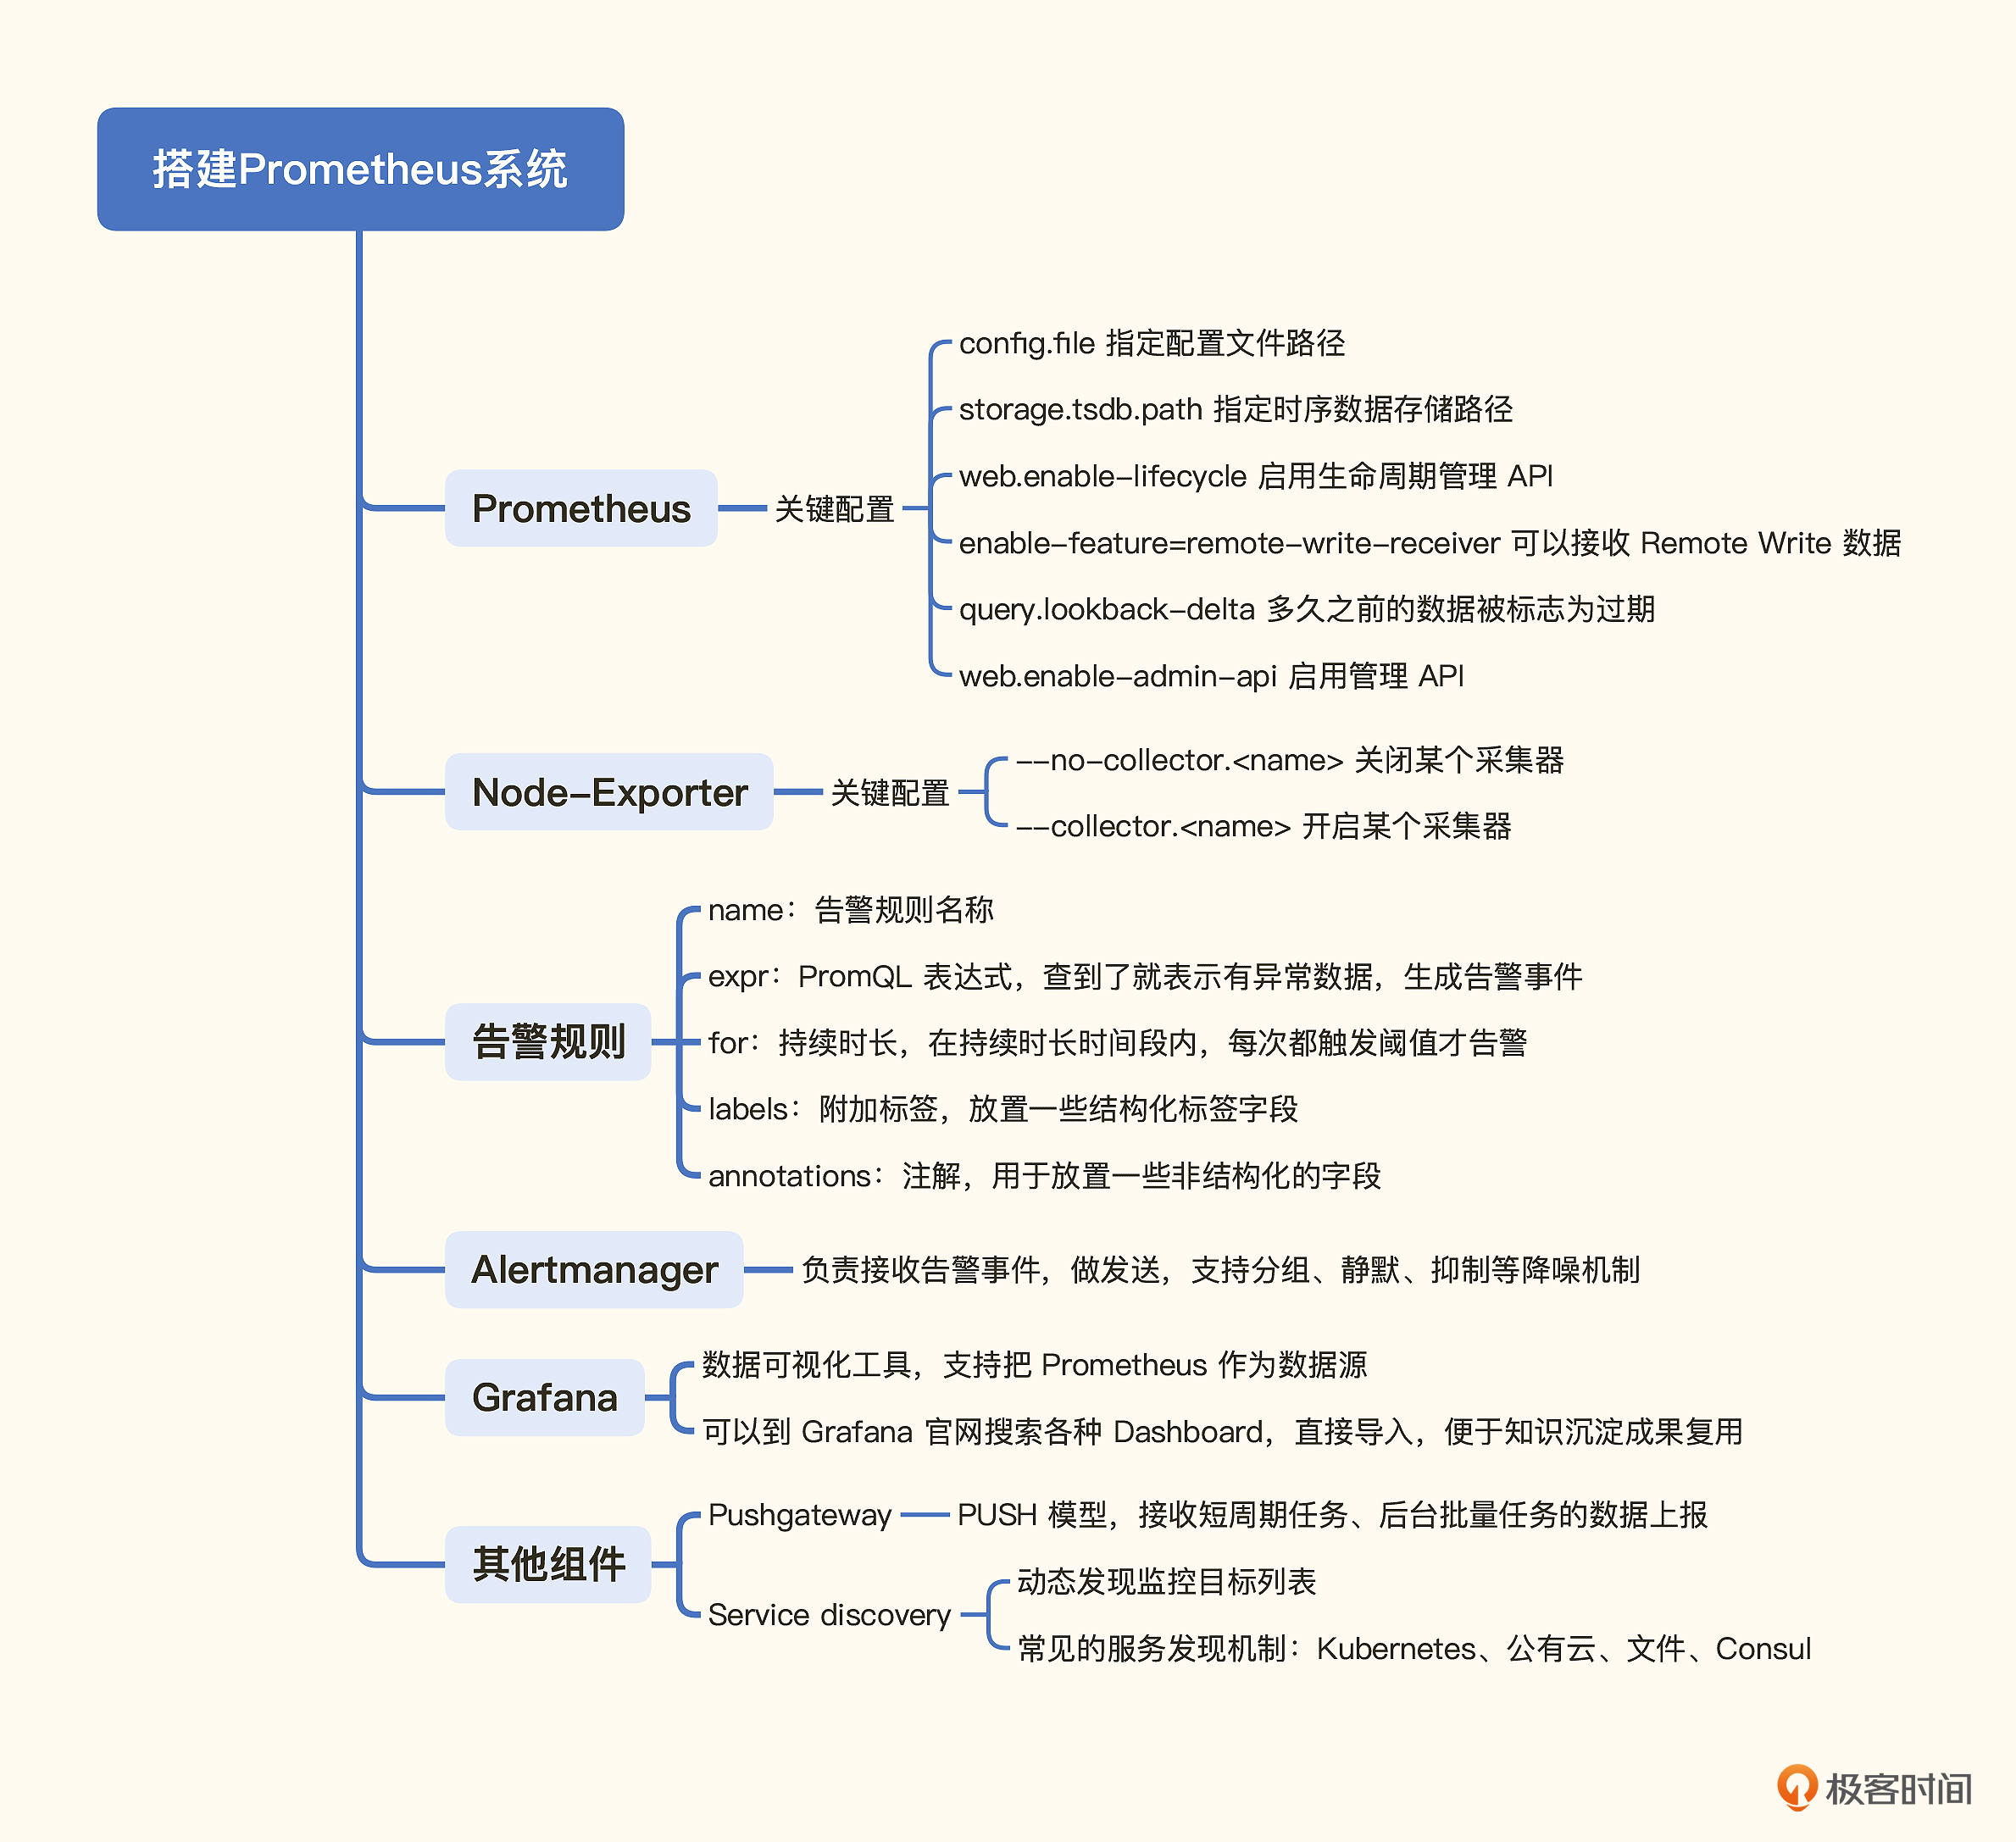 搭建Prometheus系统
Prometheus
关键配置
config.file 指定配置文件路径
storage.tsdb.path 指定时序数据存储路径
web.enable-lifecycle 启用生命周期管理 API
enable-feature=remote-write-receiver 可以接收 Remote Write 数据
query.lookback-delta 多久之前的数据被标志为过期
web.enable-admin-api 启用管理 API
Node-Exporter
关键配置
--no-collector.<name> 关闭某个采集器
--collector.<name> 开启某个采集器
告警规则
name：告警规则名称
expr：PromQL 表达式，查到了就表示有异常数据，生成告警事件
for：持续时长，在持续时长时间段内，每次都触发阈值才告警
labels：附加标签，放置一些结构化标签字段
annotations：注解，用于放置一些非结构化的字段
Alertmanager
负责接收告警事件，做发送，支持分组、静默、抑制等降噪机制
Grafana
数据可视化工具，支持把 Prometheus 作为数据源
可以到 Grafana 官网搜索各种 Dashboard，直接导入，便于知识沉淀成果复用
其他组件
Pushgateway
PUSH 模型，接收短周期任务、后台批量任务的数据上报
Service discovery
动态发现监控目标列表
常见的服务发现机制：Kubernetes、公有云、文件、Consul
极客时间